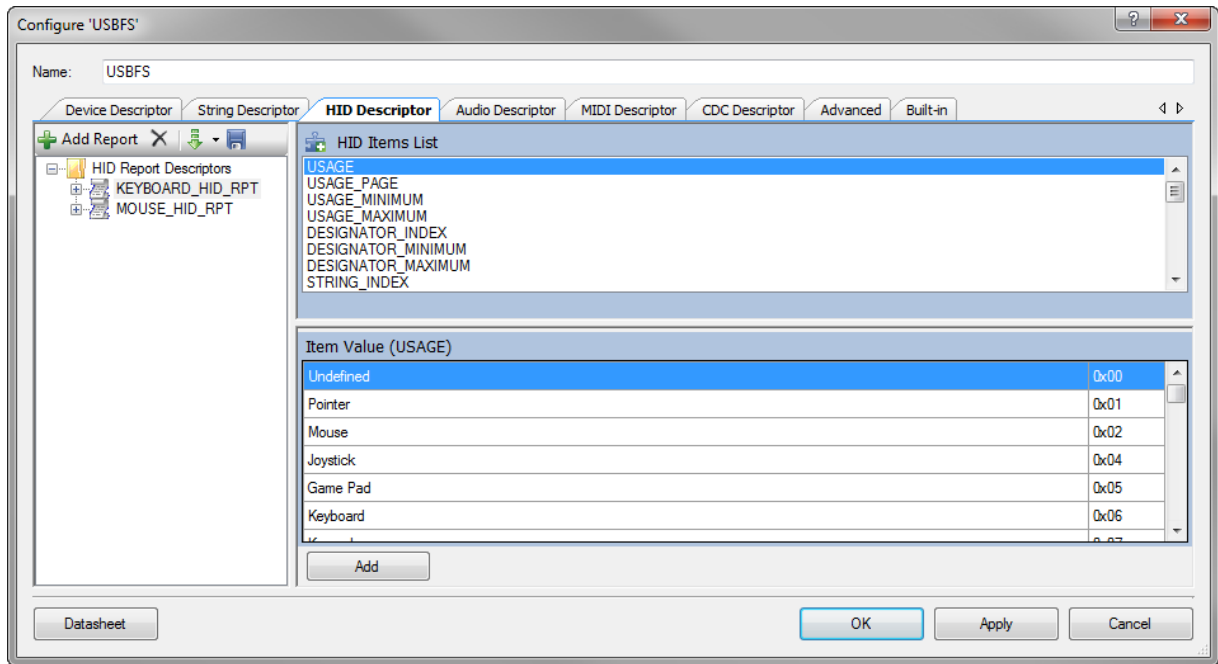 Configure 'USBFS'
Name: USBFS
Device Descriptor String Descriptor HID Descriptor Audio Descriptor MIDI Descriptor CDC Descriptor Advanced Built-in
Add Report
HID Report Descriptors
KEYBOARD_HID_RPT
MOUSE_HID_RPT
HID Items List
USAGE
USAGE_PAGE
USAGE_MINIMUM
USAGE_MAXIMUM
DESIGNATOR_INDEX
DESIGNATOR_MINIMUM
DESIGNATOR_MAXIMUM
STRING_INDEX
Item Value (USAGE)
Undefined 0x00
Pointer 0x01
Mouse 0x02
Joystick 0x04
Game Pad 0x05
Keyboard 0x06
Add
Datasheet OK Apply Cancel